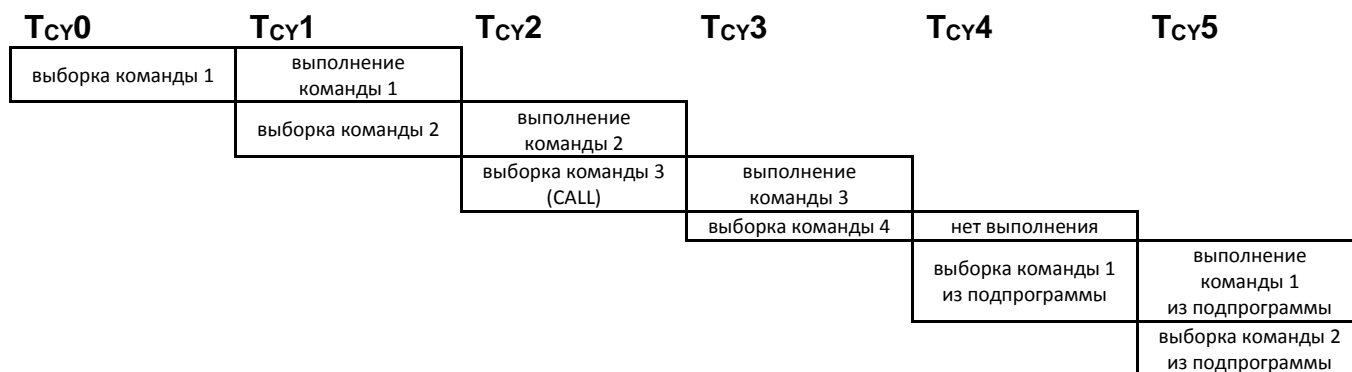 TCY0 TCY1 TCY2 TCY3 TCY4 TCY5
выборка команды 1
выполнение
команды 1
выборка команды 2
выполнение
команды 2
выборка команды 3
(CALL)
выполнение
команды 3
выборка команды 4
нет выполнения
выборка команды 1
из подпрограммы
выполнение
команды 1
из подпрограммы
выборка команды 2
из подпрограммы